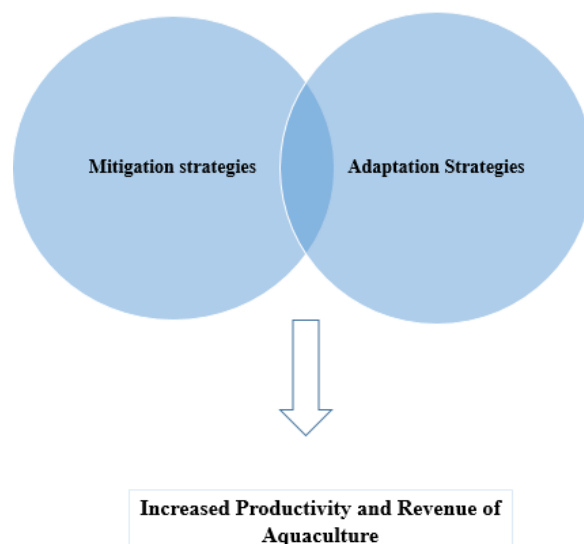 Mitigation strategies
Adaptation Strategies
Increased Productivity and Revenue of
Aquaculture